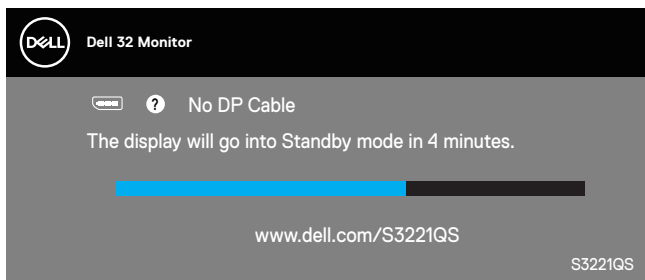 DELL
Dell 32 Monitor
? No DP Cable
The display will go into Standby mode in 4 minutes.
www.dell.com/S3221QS
S3221QS